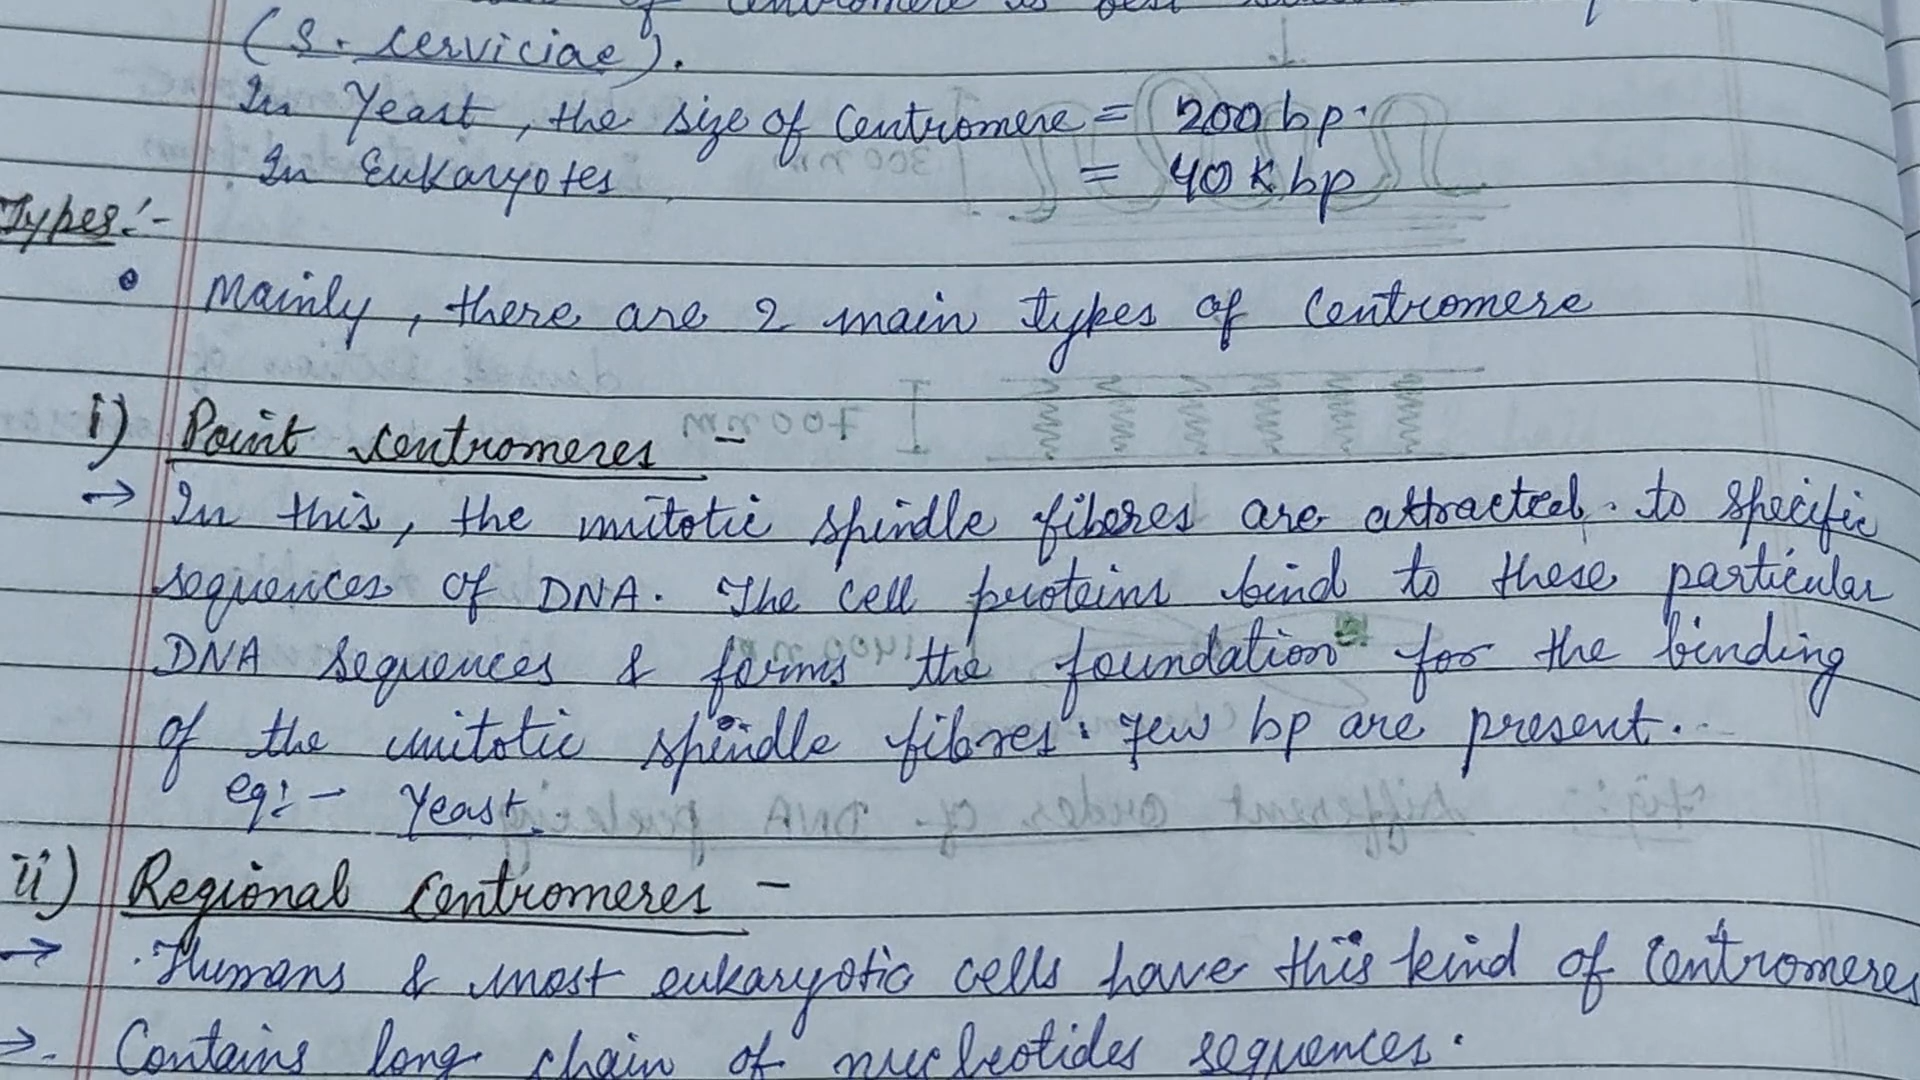 of centromere is best
(S. cerviciae).
In Yeast, the size of Centromere = 200 bp.
In Eukaryotes = 40 K bp
Types:-
• Mainly, there are 2 main types of Centromere
i) Point centromeres -
→ In this, the mitotic spindle fibres are attracted to specific
sequences of DNA. The cell proteins bind to these particular
DNA sequences & forms the foundation for the binding
of the mitotic spindle fibres. Few bp are present.
eg:- Yeast.
ii) Regional Centromeres -
→ Humans & most eukaryotic cells have this kind of Centromeres
→ Contains long chain of nucleotides sequences.